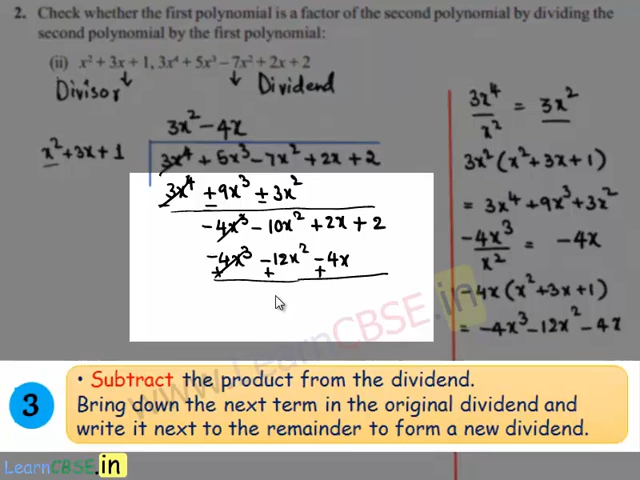 2. Check whether the first polynomial is a factor of the second polynomial by dividing the
second polynomial by the first polynomial:
(ii) x² + 3x + 1, 3x⁴ + 5x³ – 7x² + 2x + 2
Divisor ↓ ↓ Dividend
3x² – 4x
x² + 3x + 1 3x⁴ + 5x³ – 7x² + 2x + 2
3x⁴ + 9x³ + 3x²
– – –
–4x³ – 10x² + 2x + 2
–4x³ – 12x² – 4x
+ + +
3x⁴/x² = 3x²
3x² (x² + 3x + 1)
= 3x⁴ + 9x³ + 3x²
–4x³/x² = –4x
–4x (x² + 3x + 1)
= –4x³ – 12x² – 4x
www.LearnCBSE.in
3
• Subtract the product from the dividend.
Bring down the next term in the original dividend and
write it next to the remainder to form a new dividend.
LearnCBSE.in